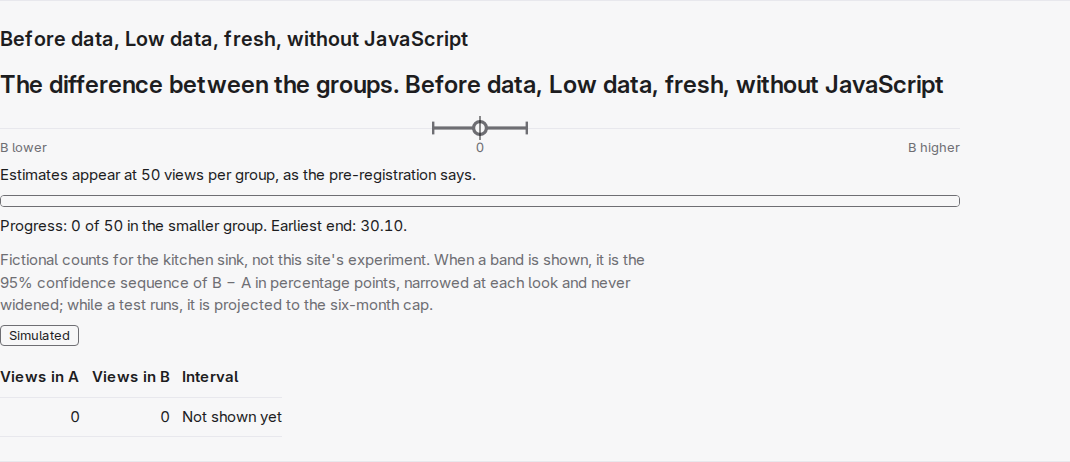 Before data, Low data, fresh, without JavaScript
The difference between the groups. Before data, Low data, fresh, without JavaScript
B lower 0 B higher
Estimates appear at 50 views per group, as the pre-registration says.
Progress: 0 of 50 in the smaller group. Earliest end: 30.10.
Fictional counts for the kitchen sink, not this site's experiment. When a band is shown, it is the
95% confidence sequence of B − A in percentage points, narrowed at each look and never
widened; while a test runs, it is projected to the six-month cap.
Simulated
Views in A Views in B Interval
0 0 Not shown yet